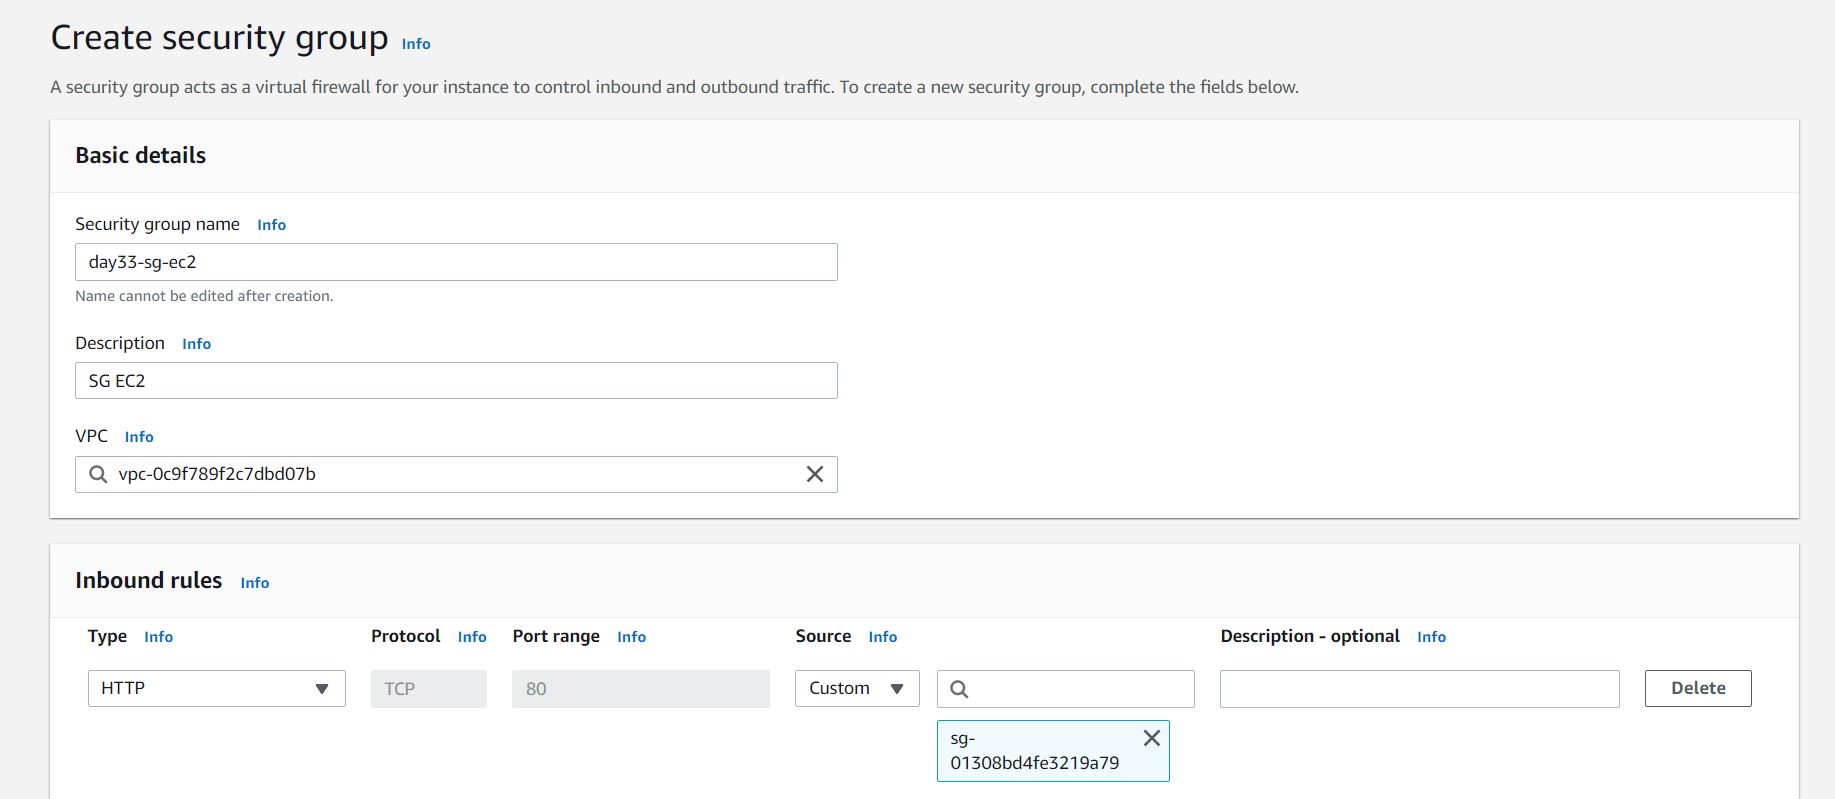 Create security group Info
A security group acts as a virtual firewall for your instance to control inbound and outbound traffic. To create a new security group, complete the fields below.
Basic details
Security group name Info
day33-sg-ec2
Name cannot be edited after creation.
Description Info
SG EC2
VPC Info
vpc-0c9f789f2c7dbd07b
Inbound rules Info
Type Info Protocol Info Port range Info Source Info Description - optional Info
HTTP TCP 80 Custom Delete
sg-
01308bd4fe3219a79